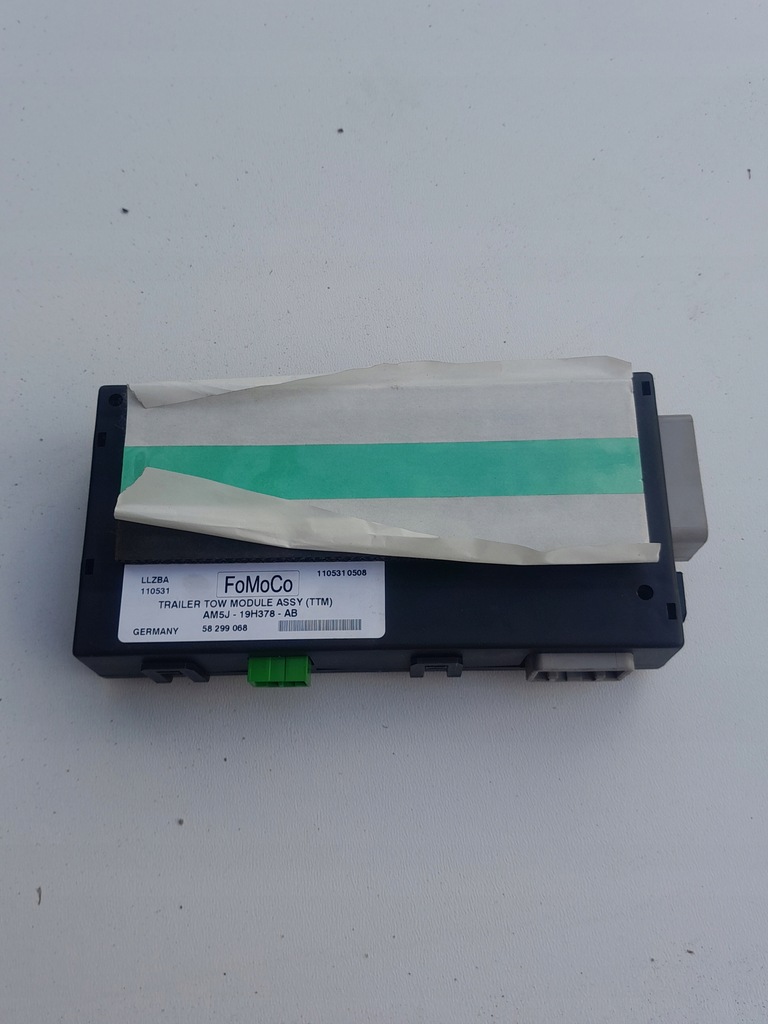 LLZBA
110531
FoMoCo
1105310508
TRAILER TOW MODULE ASSY (TTM)
AM5J - 19H378 - AB
GERMANY 58 299 068